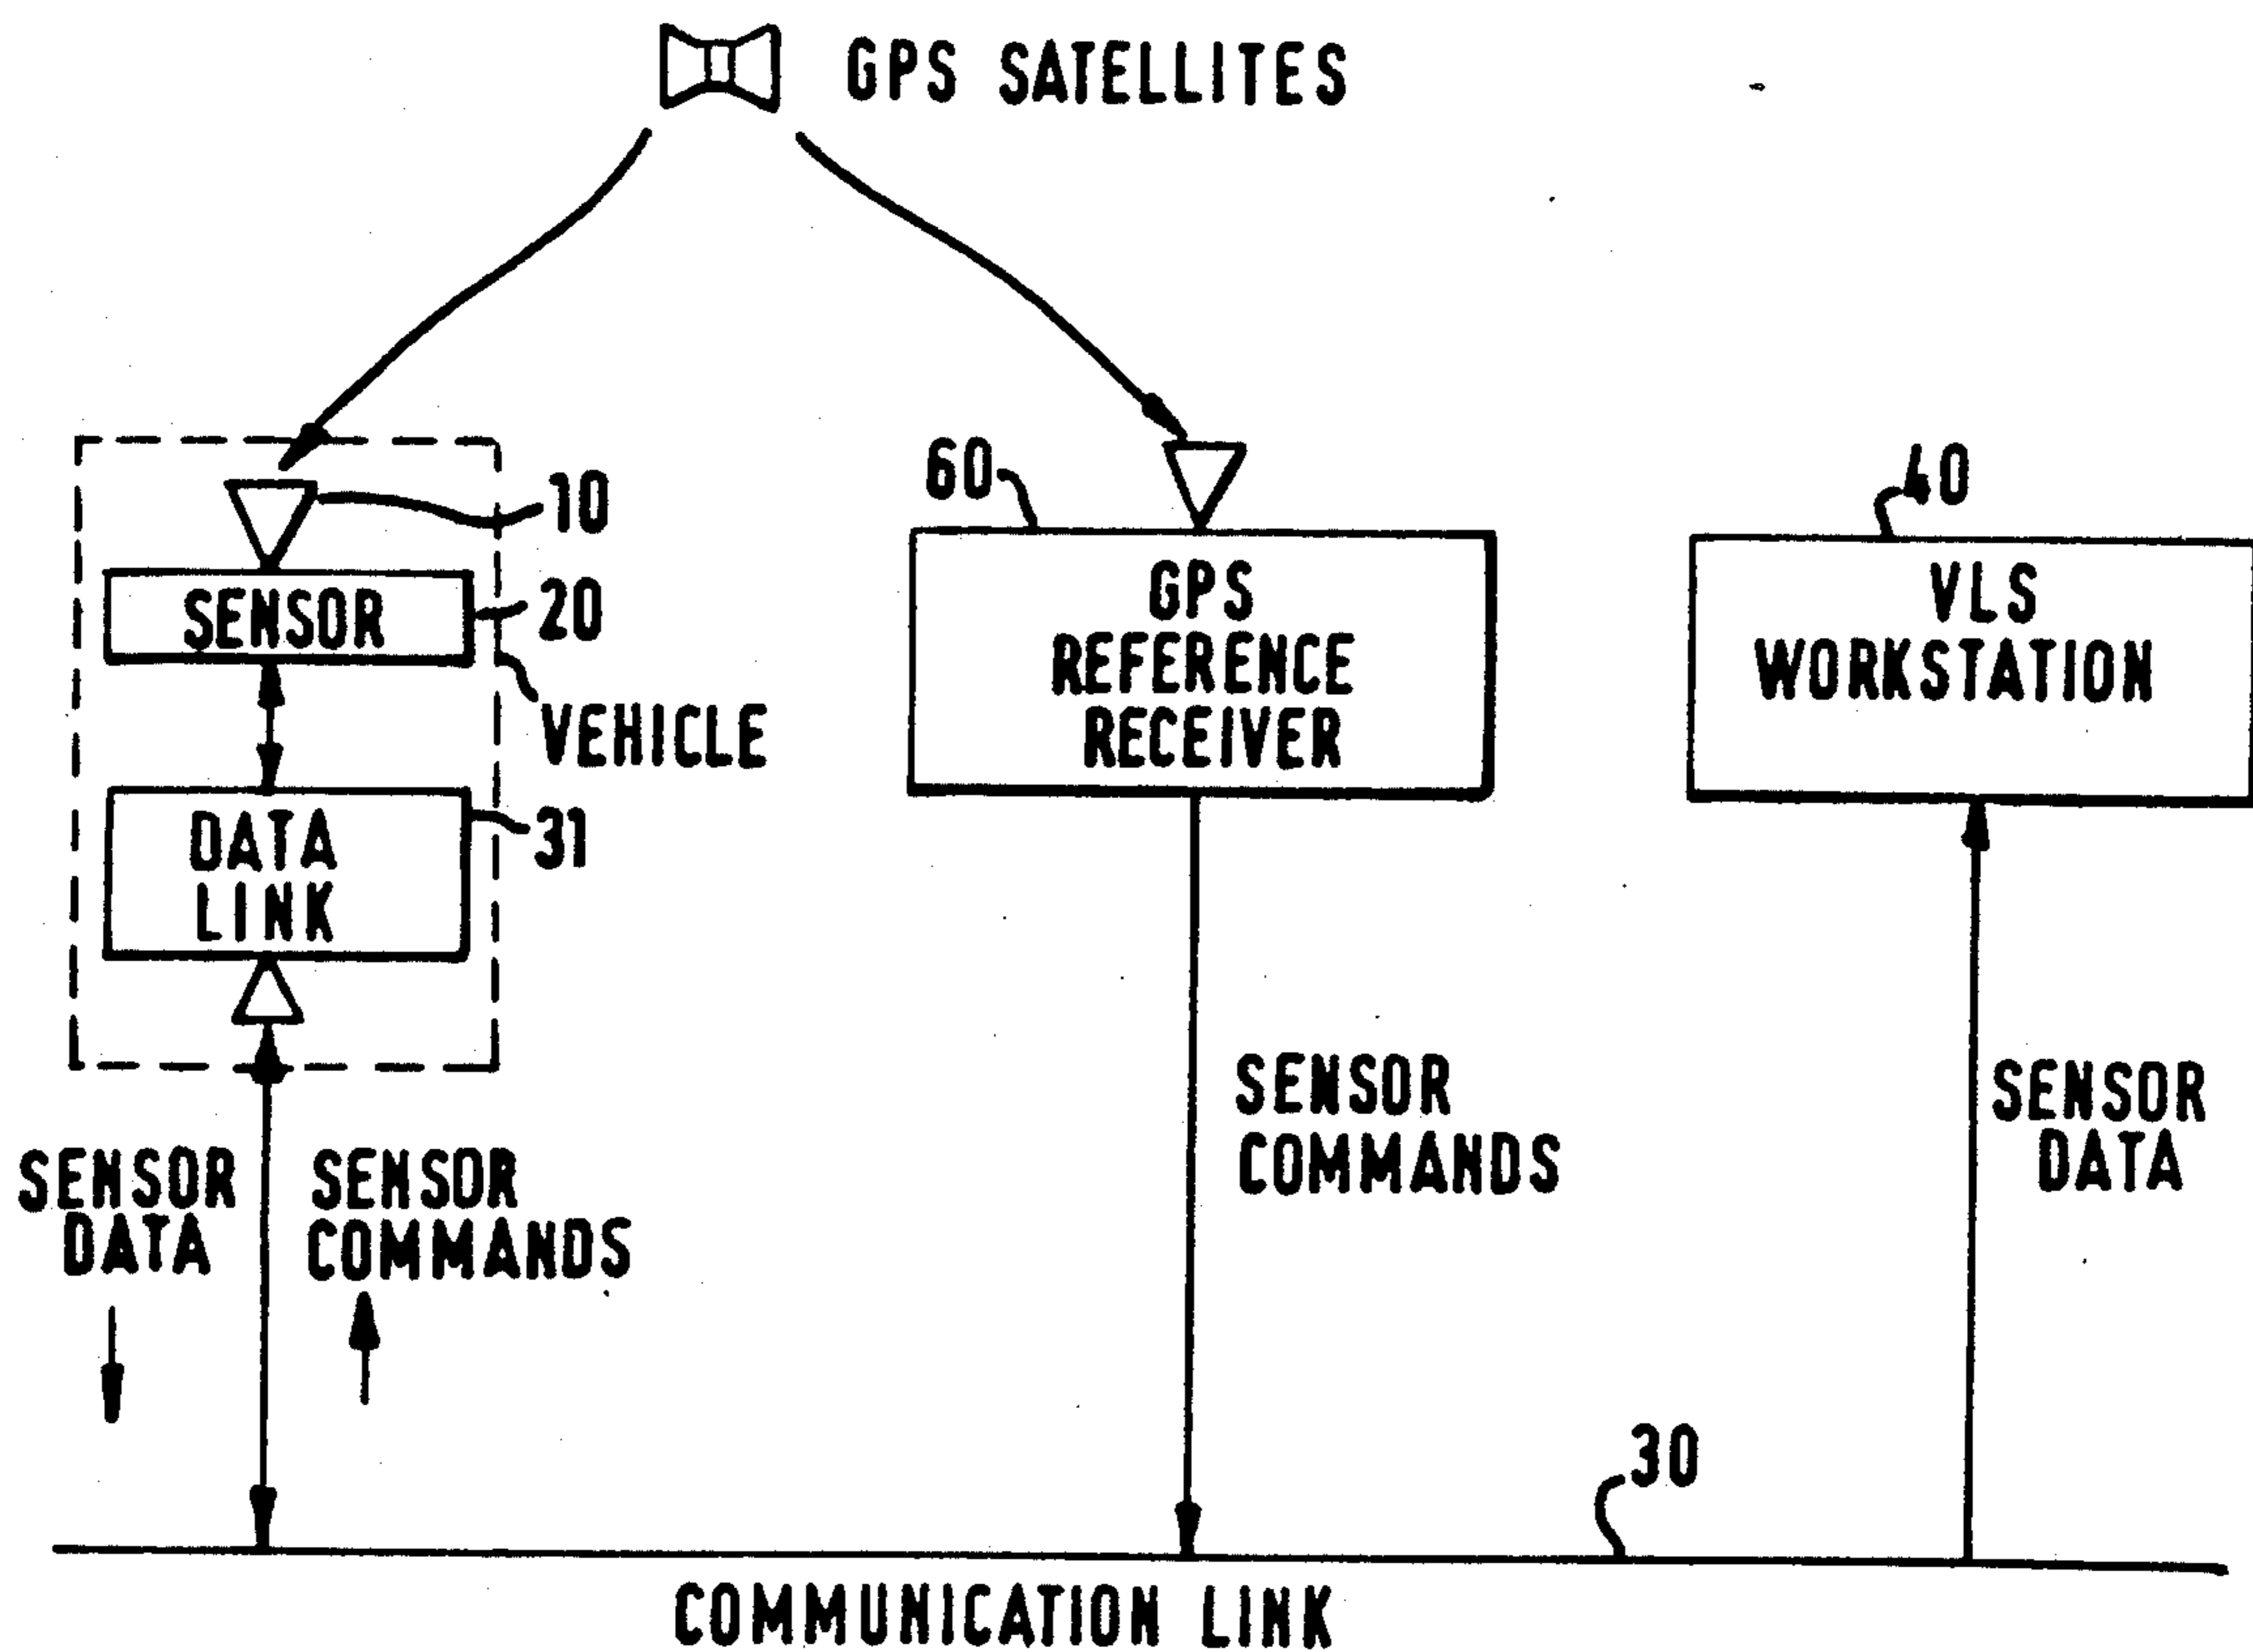 GPS SATELLITES
10
SENSOR
20
VEHICLE
DATA
LINK
31
60
GPS
REFERENCE
RECEIVER
40
VLS
WORKSTATION
SENSOR
DATA
SENSOR
COMMANDS
SENSOR
COMMANDS
SENSOR
DATA
30
COMMUNICATION LINK